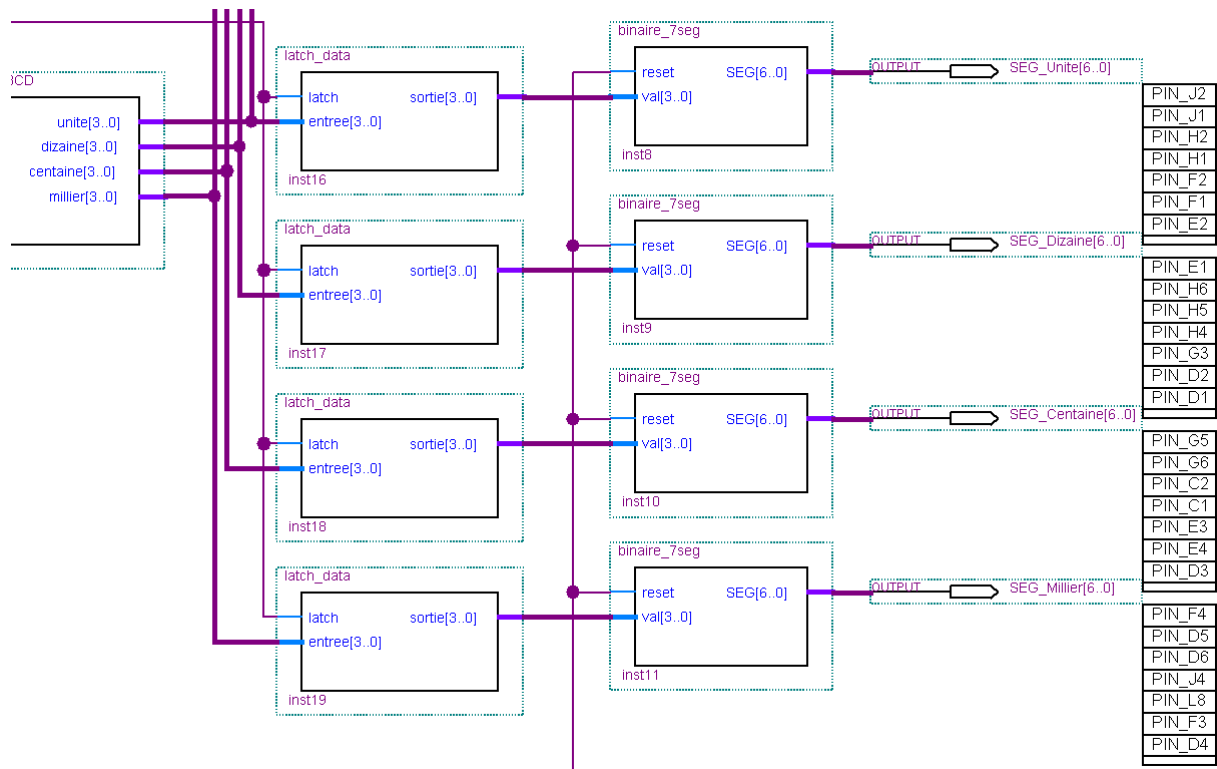 CD
unite[3..0]
dizaine[3..0]
centaine[3..0]
millier[3..0]
latch_data
latch
sortie[3..0]
entree[3..0]
inst16
binaire_7seg
reset
SEG[6..0]
val[3..0]
inst8
OUTPUT
SEG_Unite[6..0]
PIN_J2
PIN_J1
PIN_H2
PIN_H1
PIN_F2
PIN_F1
PIN_E2
latch_data
latch
sortie[3..0]
entree[3..0]
inst17
binaire_7seg
reset
SEG[6..0]
val[3..0]
inst9
OUTPUT
SEG_Dizaine[6..0]
PIN_E1
PIN_H6
PIN_H5
PIN_H4
PIN_G3
PIN_D2
PIN_D1
latch_data
latch
sortie[3..0]
entree[3..0]
inst18
binaire_7seg
reset
SEG[6..0]
val[3..0]
inst10
OUTPUT
SEG_Centaine[6..0]
PIN_G5
PIN_G6
PIN_C2
PIN_C1
PIN_E3
PIN_E4
PIN_D3
latch_data
latch
sortie[3..0]
entree[3..0]
inst19
binaire_7seg
reset
SEG[6..0]
val[3..0]
inst11
OUTPUT
SEG_Millier[6..0]
PIN_F4
PIN_D5
PIN_D6
PIN_J4
PIN_L8
PIN_F3
PIN_D4